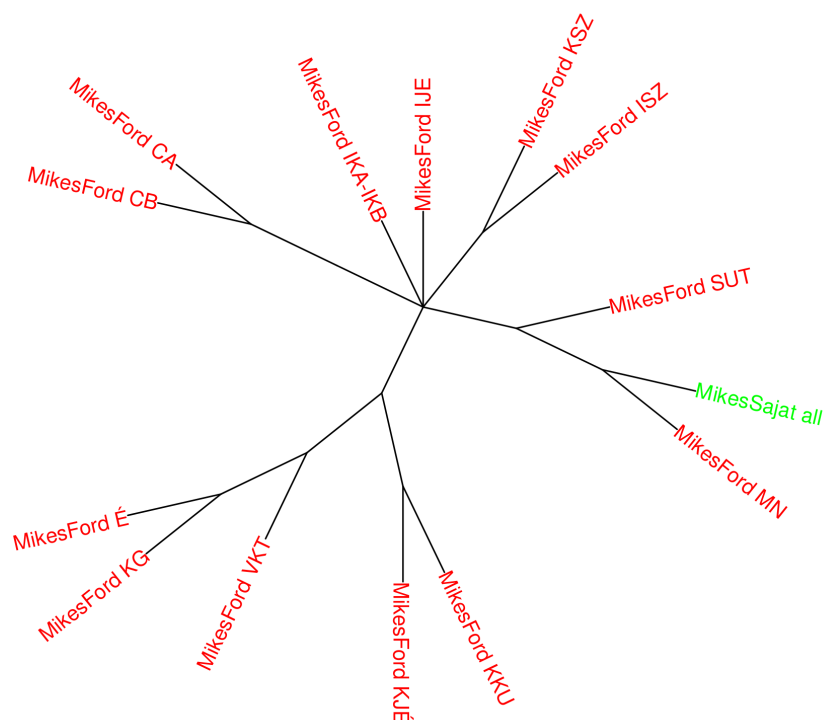 MikesFord KSZ
MikesFord IJE
MikesFord IKA-IKB
MikesFord ISZ
MikesFord CA
MikesFord CB
MikesFord SUT
MikesSajat all
MikesFord MN
MikesFord É
MikesFord KG
MikesFord VKT
MikesFord KJÉ
MikesFord KKU